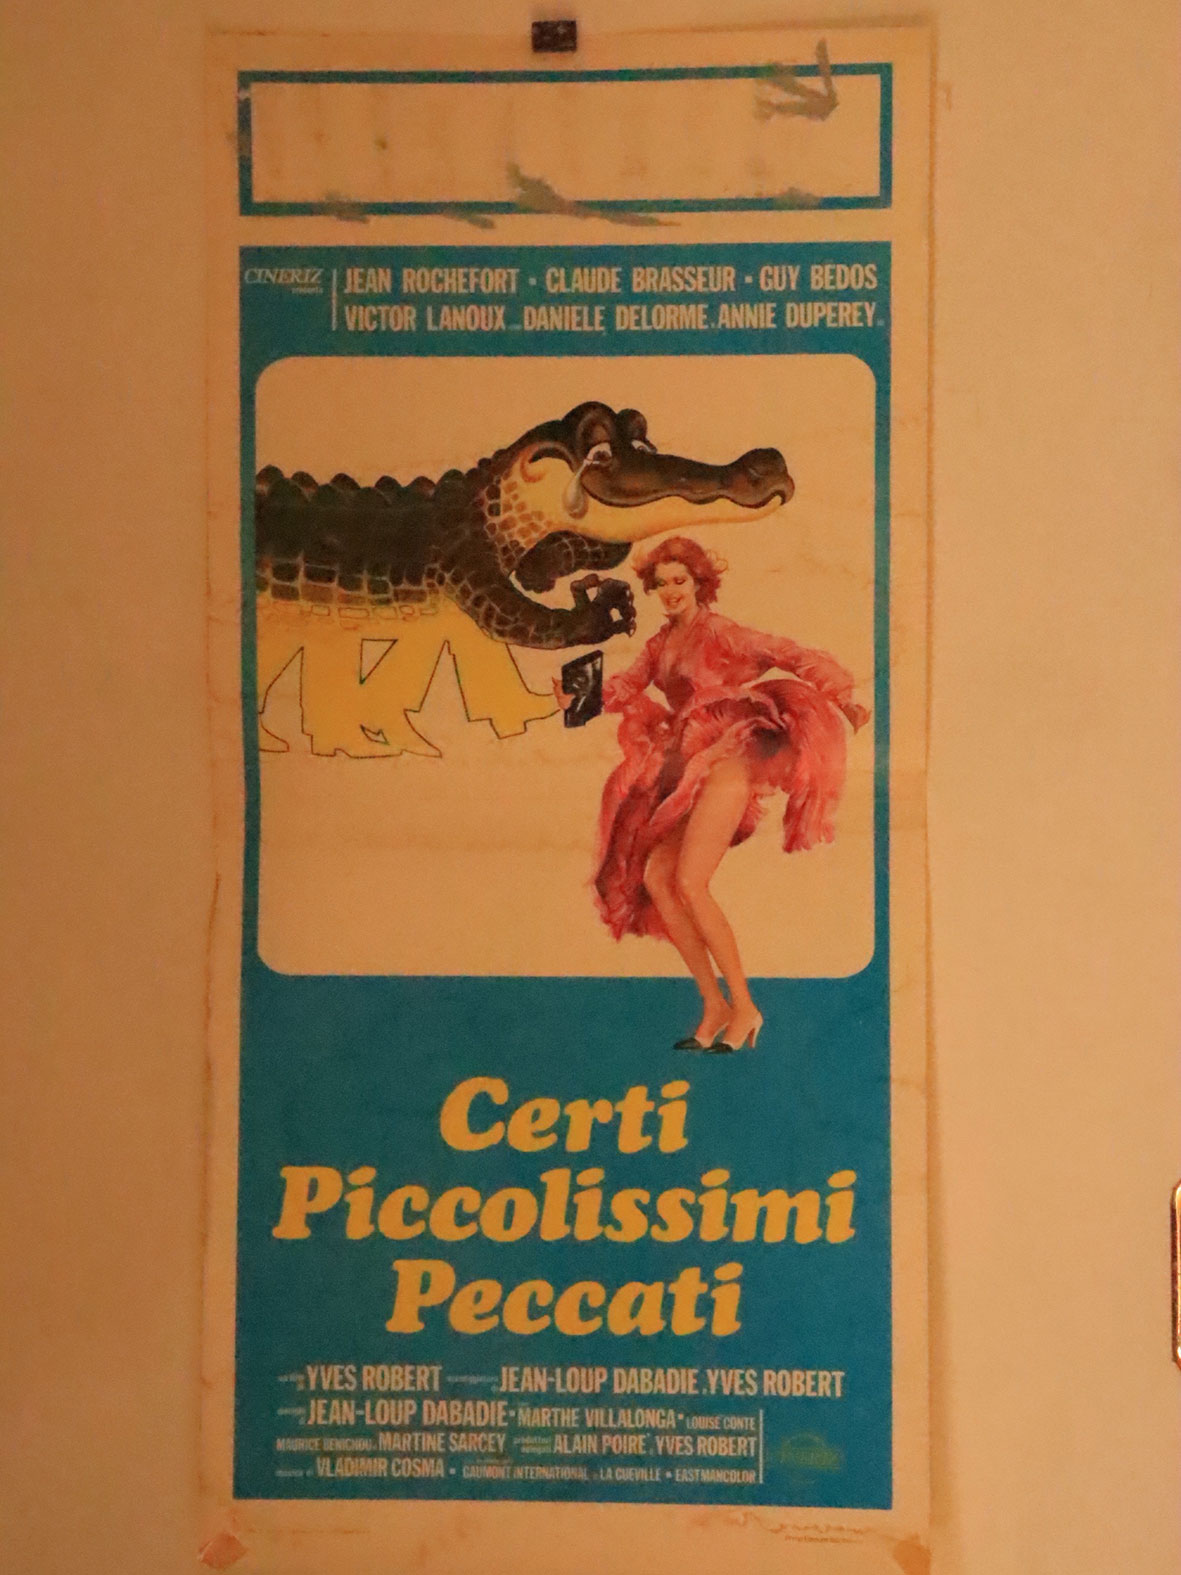 CINERIZ
JEAN ROCHEFORT · CLAUDE BRASSEUR · GUY BEDOS
VICTOR LANOUX DANIELE DELORME ANNIE DUPEREY
Certi
Piccolissimi
Peccati
YVES ROBERT JEAN-LOUP DABADIE YVES ROBERT
JEAN-LOUP DABADIE · MARTHE VILLALONGA · LOUISE CONTE
MAURICE BENICHOU MARTINE SARCEY ALAIN POIRE' YVES ROBERT
VLADIMIR COSMA · GAUMONT INTERNATIONAL LA GUEVILLE · EASTMANCOLOR